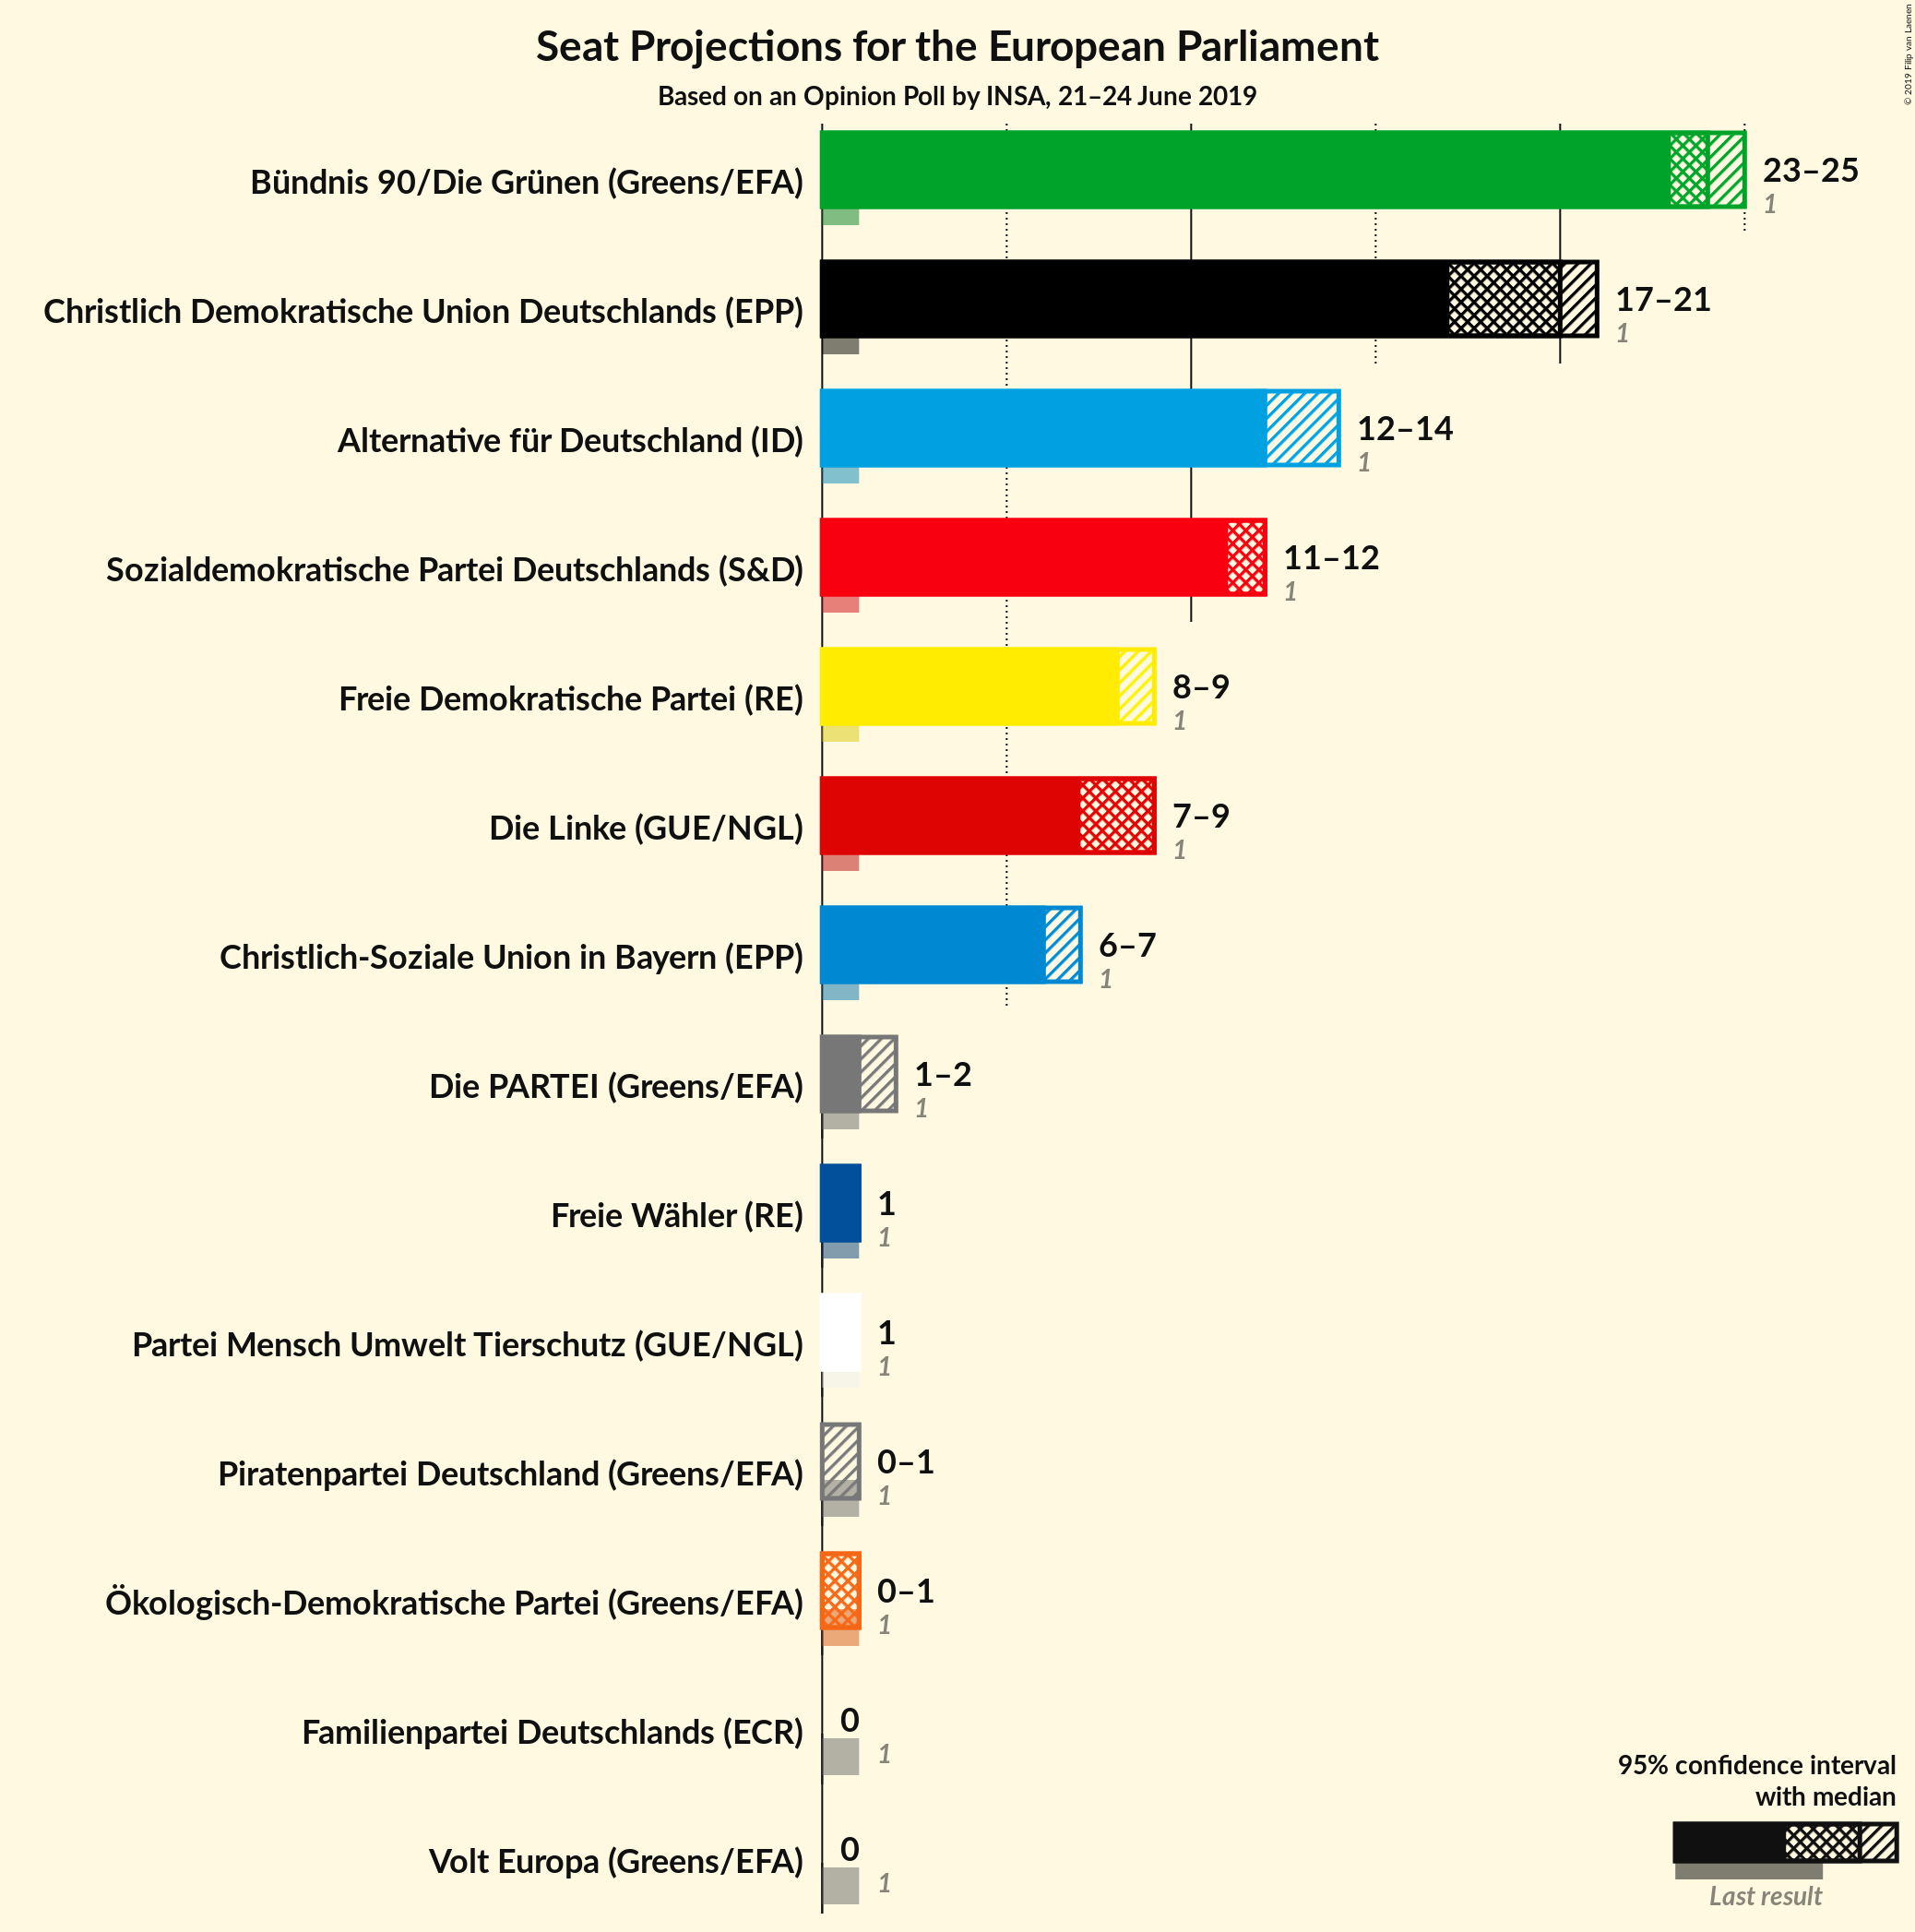 Seat Projections for the European Parliament
Based on an Opinion Poll by INSA, 21–24 June 2019
© 2019 Filip van Laenen
Bündnis 90/Die Grünen (Greens/EFA)
23–25
1
Christlich Demokratische Union Deutschlands (EPP)
17–21
1
Alternative für Deutschland (ID)
12–14
1
Sozialdemokratische Partei Deutschlands (S&D)
11–12
1
Freie Demokratische Partei (RE)
8–9
1
Die Linke (GUE/NGL)
7–9
1
Christlich-Soziale Union in Bayern (EPP)
6–7
1
Die PARTEI (Greens/EFA)
1–2
1
Freie Wähler (RE)
1
1
Partei Mensch Umwelt Tierschutz (GUE/NGL)
1
1
Piratenpartei Deutschland (Greens/EFA)
0–1
1
Ökologisch-Demokratische Partei (Greens/EFA)
0–1
1
Familienpartei Deutschlands (ECR)
0
1
Volt Europa (Greens/EFA)
0
1
95% confidence interval
with median
Last result